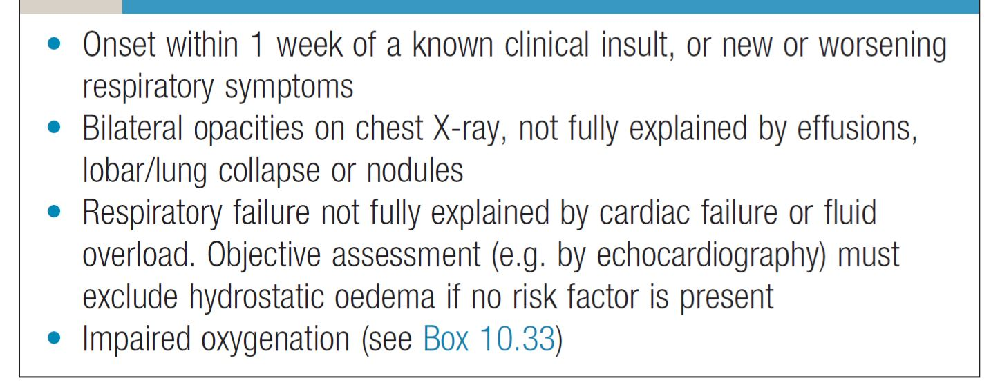 • Onset within 1 week of a known clinical insult, or new or worsening
respiratory symptoms
• Bilateral opacities on chest X-ray, not fully explained by effusions,
lobar/lung collapse or nodules
• Respiratory failure not fully explained by cardiac failure or fluid
overload. Objective assessment (e.g. by echocardiography) must
exclude hydrostatic oedema if no risk factor is present
• Impaired oxygenation (see Box 10.33)